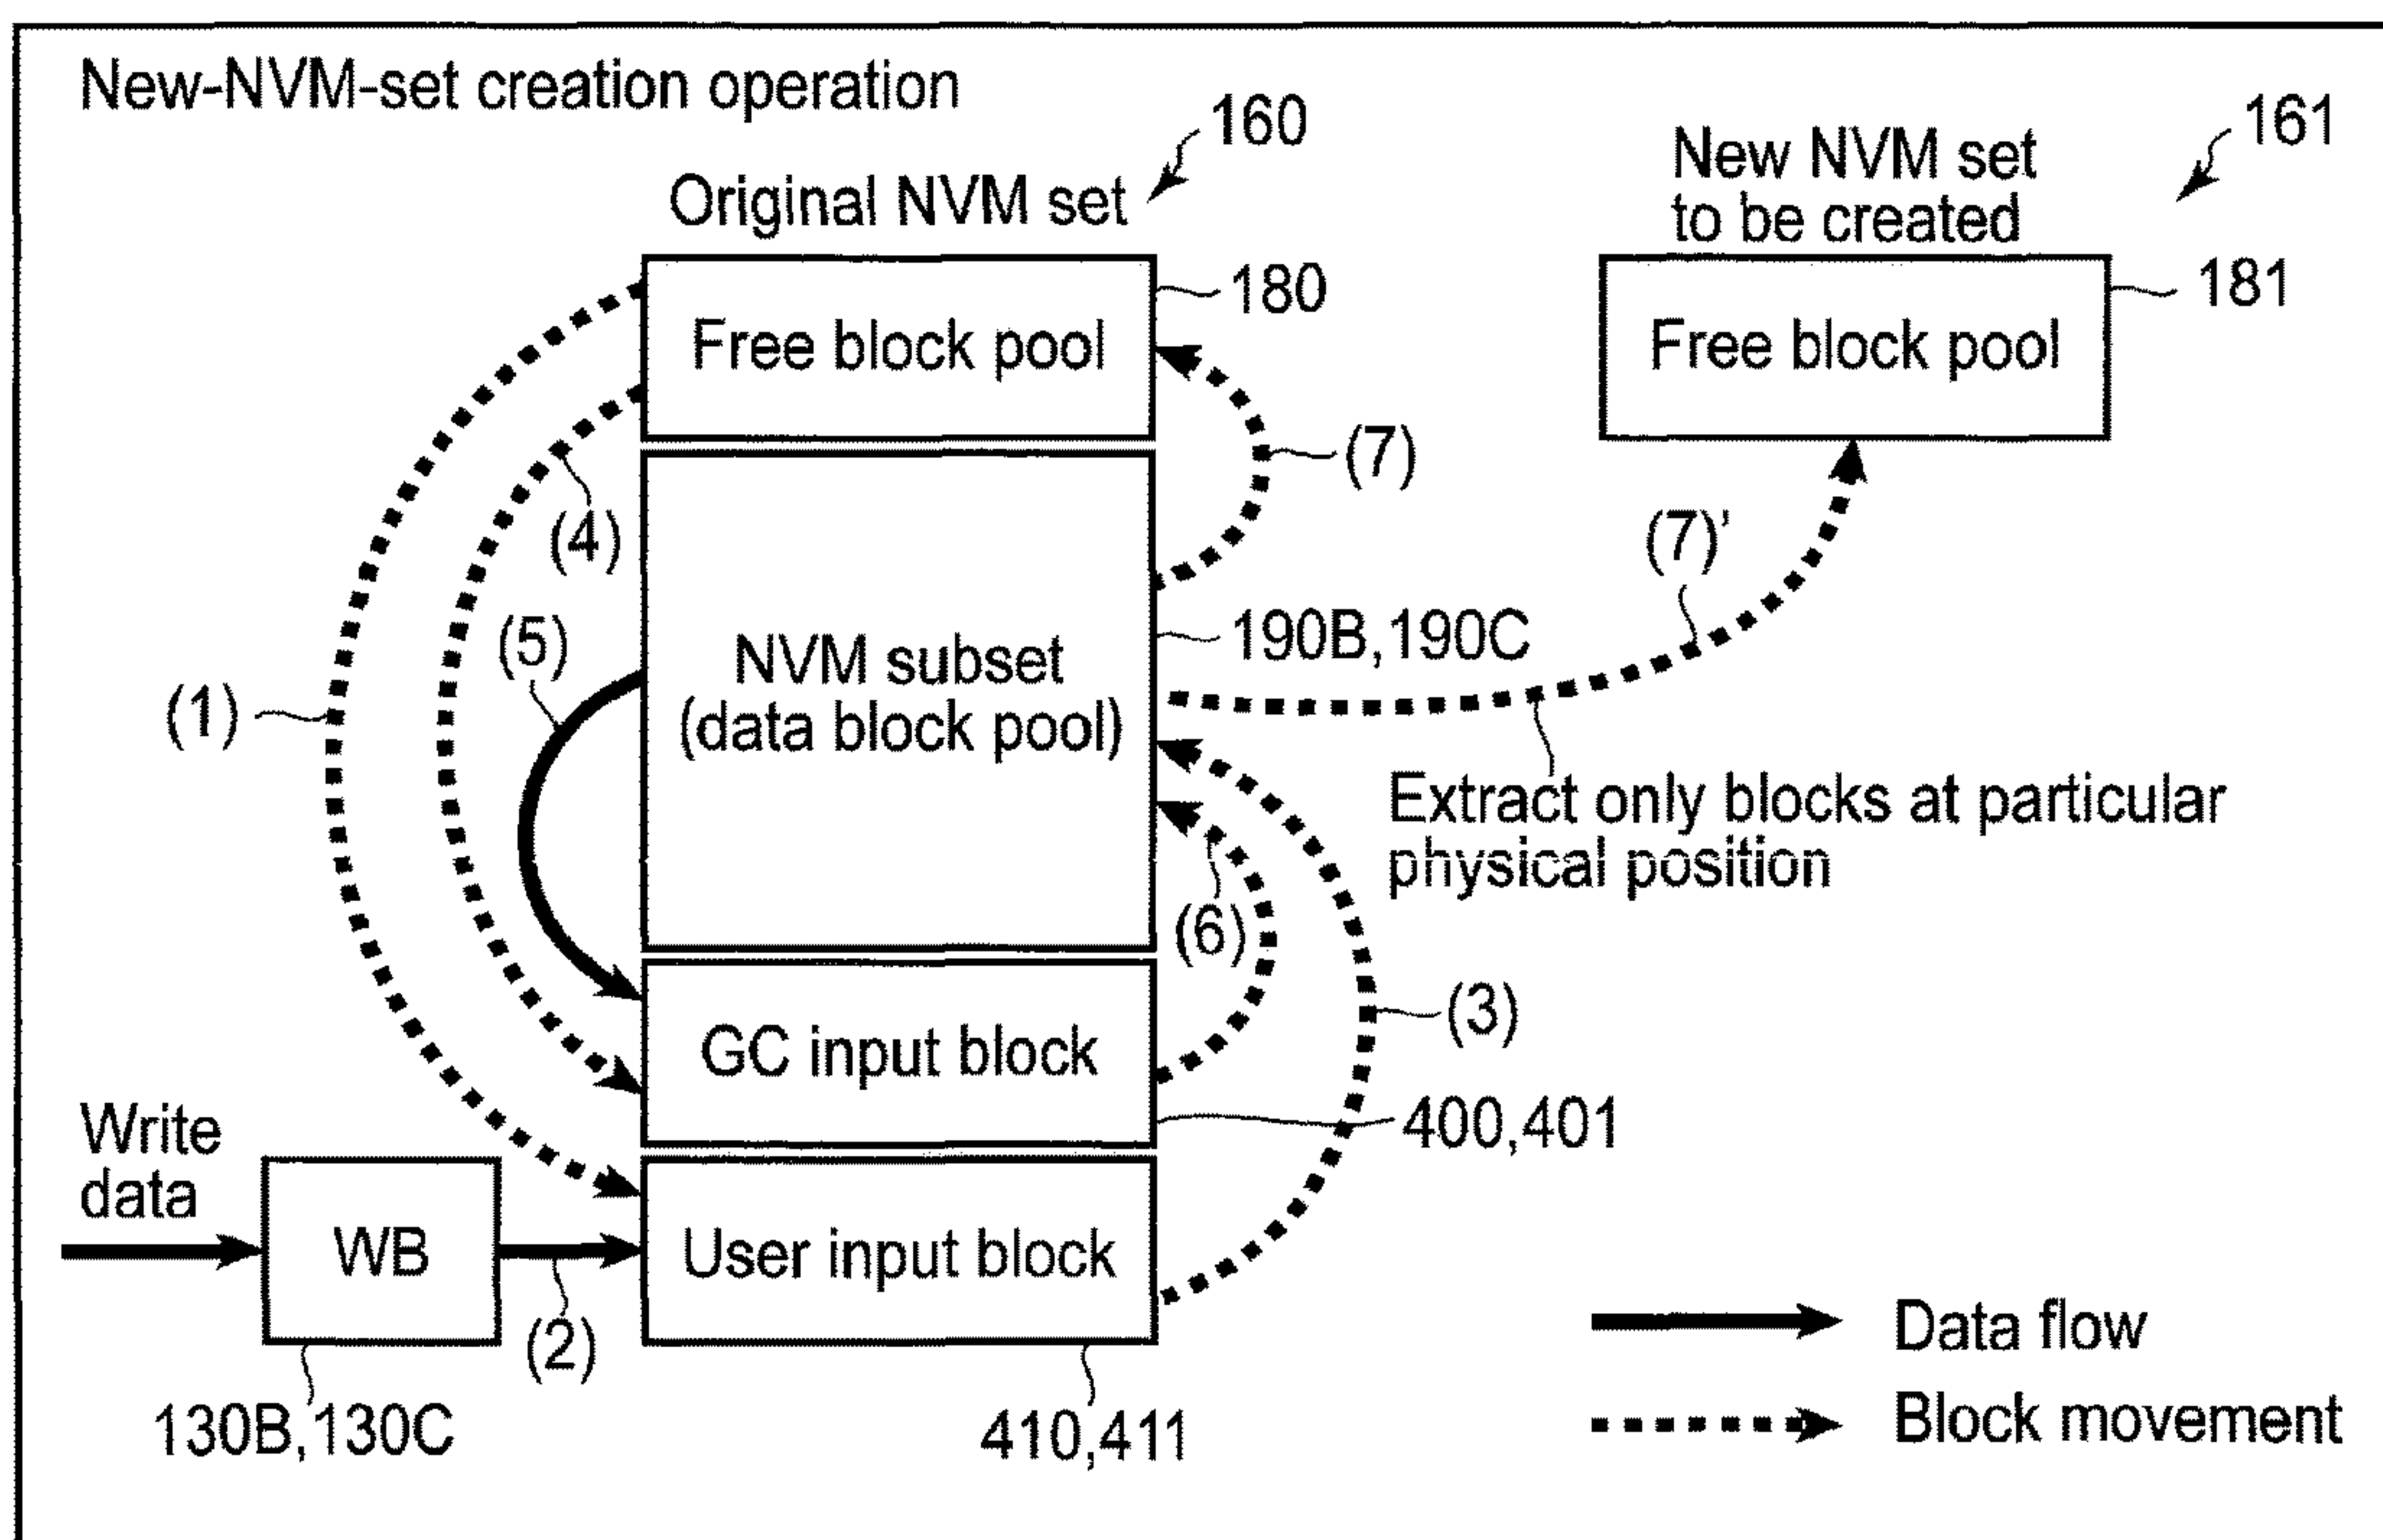 New-NVM-set creation operation
160
161
Original NVM set
New NVM set
to be created
180
181
Free block pool
Free block pool
(7)
(4)
(7)'
(5)
190B,190C
NVM subset
(data block pool)
(1)
Extract only blocks at particular
physical position
(6)
(3)
GC input block
400,401
Write
data
WB
User input block
(2)
Data flow
130B,130C
410,411
Block movement